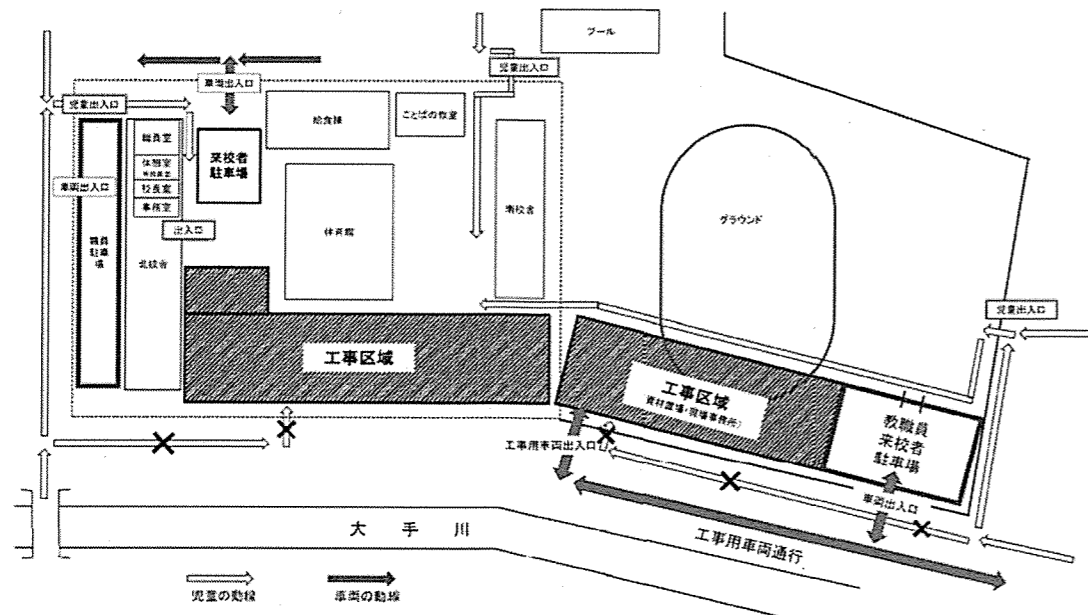 プール
児童出入口
車両出入口
児童出入口
給食棟
ことばの教室
職員室
休憩室
校長室
事務室
来校者
駐車場
車両出入口
出入口
職員
駐車場
北校舎
体育館
南校舎
グラウンド
児童出入口
工事区域
工事区域
資材置場・現場事務所)
教職員
来校者
駐車場
工事用車両出入口
車両出入口
工事用車両通行
大手川
児童の動線
車両の動線